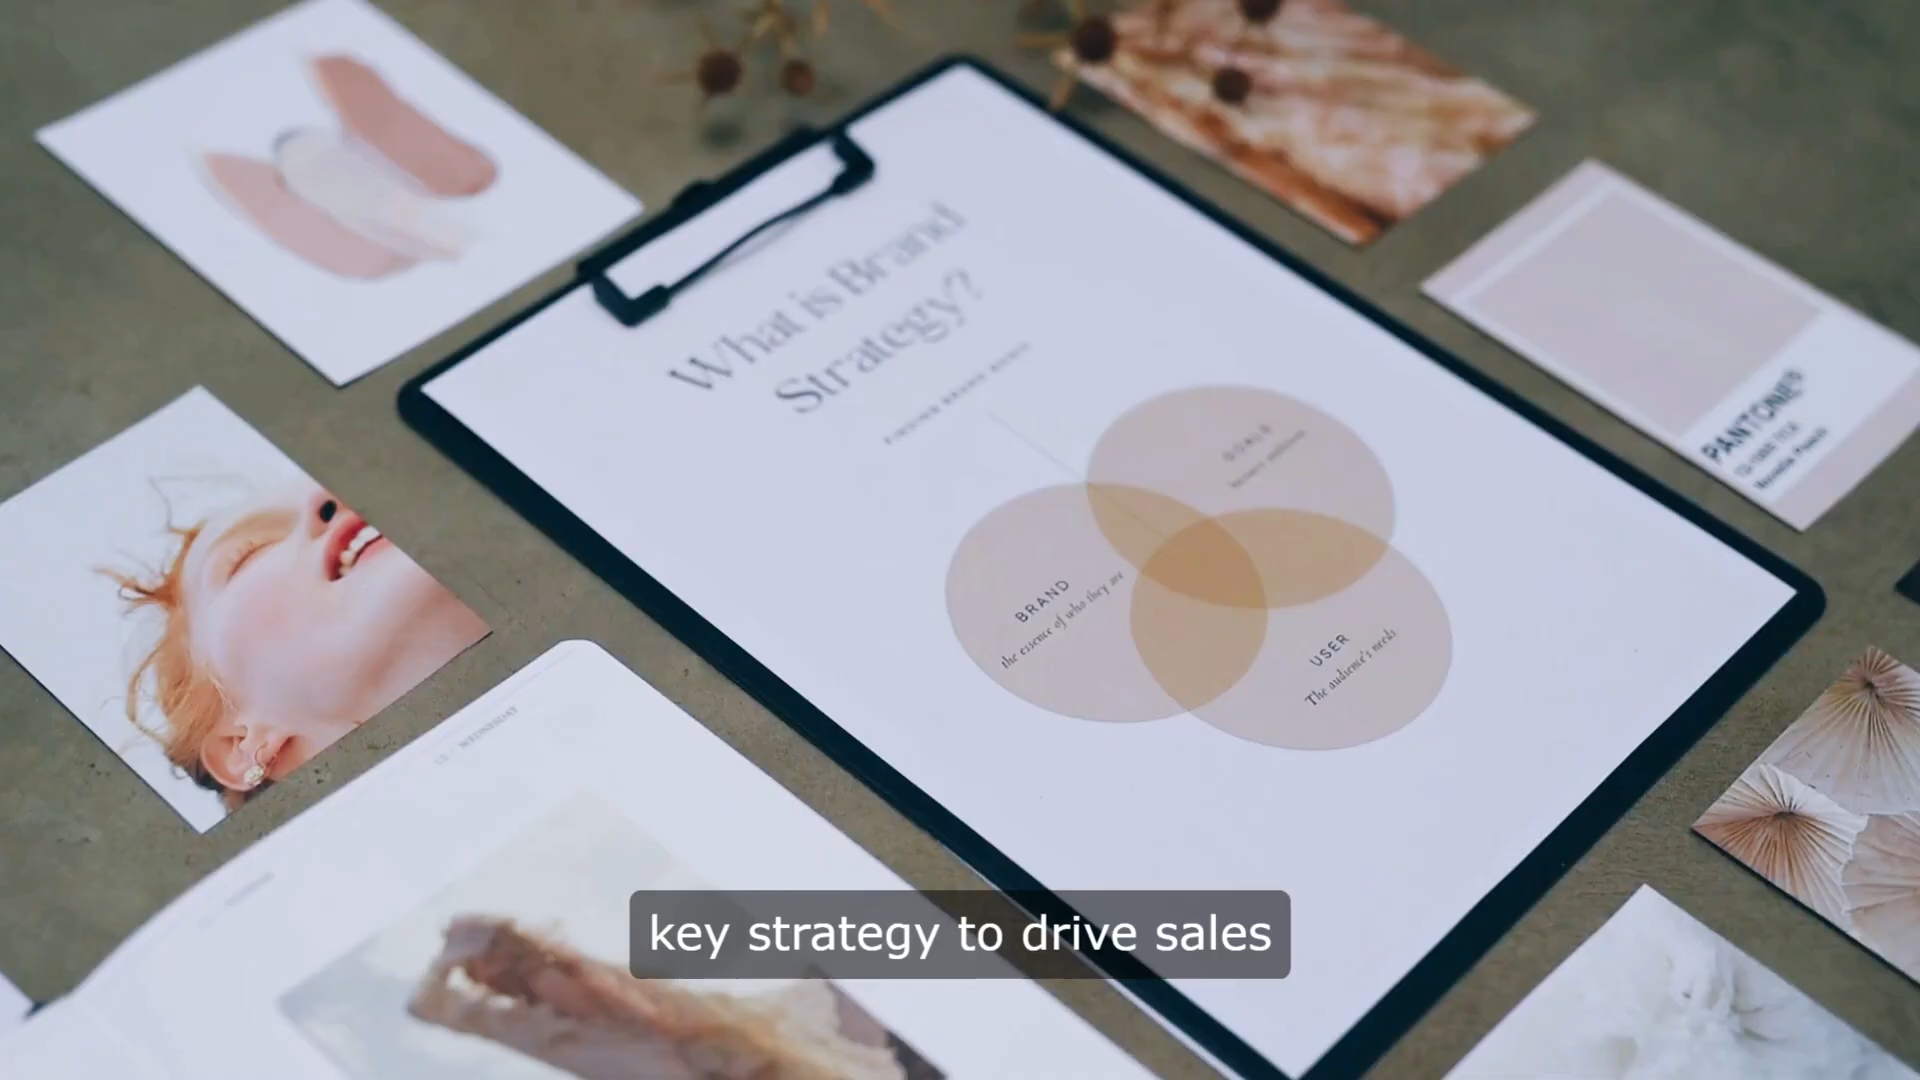 What is Brand
Strategy?
GOALS
BRAND
the essence of who they are
USER
The audience's needs
PANTONE®
key strategy to drive sales